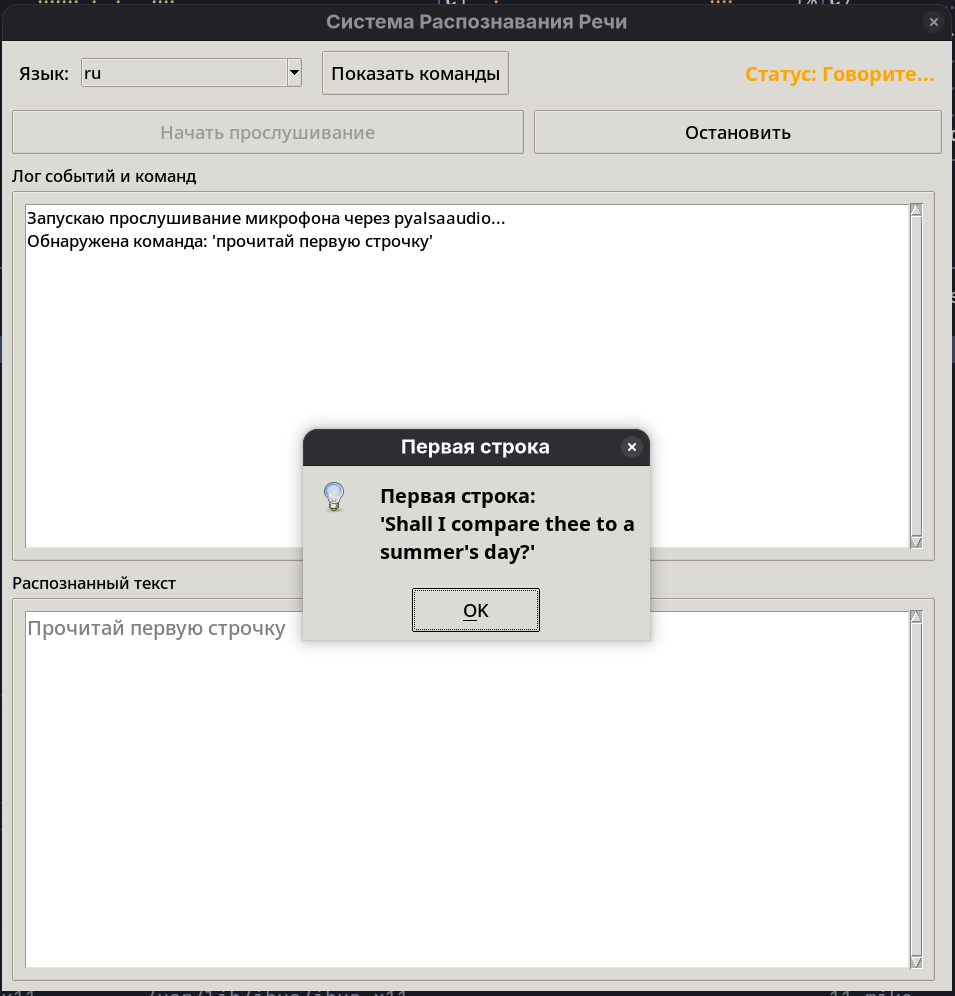 Система Распознавания Речи
Язык:
ru
Показать команды
Статус: Говорите...
Начать прослушивание
Остановить
Лог событий и команд
Запускаю прослушивание микрофона через pyalsaaudio...
Обнаружена команда: 'прочитай первую строчку'
Первая строка
Первая строка:
'Shall I compare thee to a
summer's day?'
OK
Распознанный текст
Прочитай первую строчку